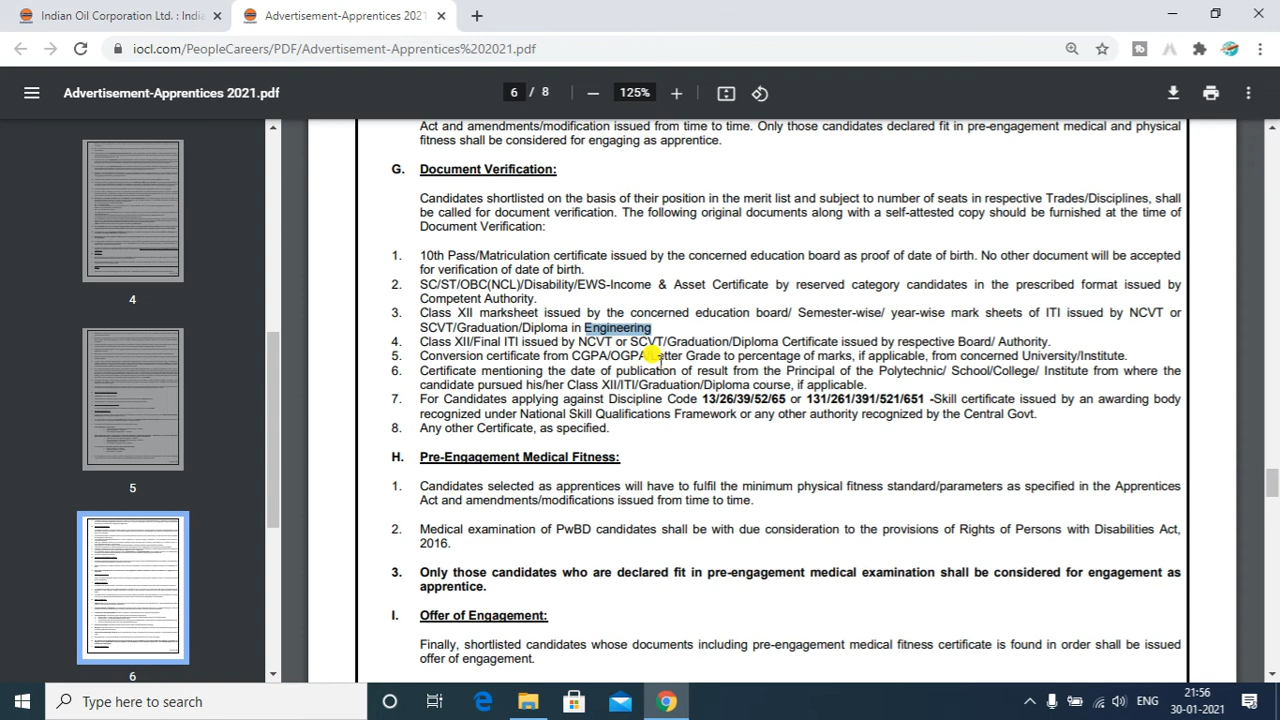 Indian Oil Corporation Ltd. : India
Advertisement-Apprentices 2021
iocl.com/PeopleCareers/PDF/Advertisement-Apprentices%202021.pdf
Advertisement-Apprentices 2021.pdf
6 / 8
125%
Act and amendments/modification issued from time to time. Only those candidates declared fit in pre-engagement medical and physical
fitness shall be considered for engaging as apprentice.
G. Document Verification:
Candidates shortlisted on the basis of their position in the merit list and subject to number of seats in respective Trades/Disciplines, shall
be called for document verification. The following original documents along with a self-attested copy should be furnished at the time of
Document Verification:
1. 10th Pass/Matriculation certificate issued by the concerned education board as proof of date of birth. No other document will be accepted
for verification of date of birth.
2. SC/ST/OBC(NCL)/Disability/EWS-Income & Asset Certificate by reserved category candidates in the prescribed format issued by
Competent Authority.
3. Class XII marksheet issued by the concerned education board/ Semester-wise/ year-wise mark sheets of ITI issued by NCVT or
SCVT/Graduation/Diploma in Engineering
4. Class XII/Final ITI issued by NCVT or SCVT/Graduation/Diploma Certificate issued by respective Board/ Authority.
5. Conversion certificate from CGPA/OGPA/Letter Grade to percentage of marks, if applicable, from concerned University/Institute.
6. Certificate mentioning the date of publication of result from the Principal of the Polytechnic/ School/College/ Institution from where the
candidate pursued his/her Class XII/ITI/Graduation/Diploma course, if applicable.
7. For Candidates applying against Discipline Code 13/26/39/52/65 or 131/261/391/521/651 -Skill certificate issued by an awarding body
recognized under National Skill Qualifications Framework or any other authority recognized by the Central Govt.
8. Any other Certificate, as specified.
H. Pre-Engagement Medical Fitness:
1. Candidates selected as apprentices will have to fulfil the minimum physical fitness standard/parameters as specified in the Apprentices
Act and amendments/modifications issued from time to time.
2. Medical examination of PwBD candidates shall be with due consideration to the provisions of Rights of Persons with Disabilities Act,
2016.
3. Only those candidates who are declared fit in pre-engagement medical examination shall be considered for engagement as
apprentice.
I. Offer of Engagement:
Finally, shortlisted candidates whose documents including pre-engagement medical fitness certificate is found in order shall be issued
offer of engagement.
4
5
6
Type here to search
ENG
21:56
30-01-2021